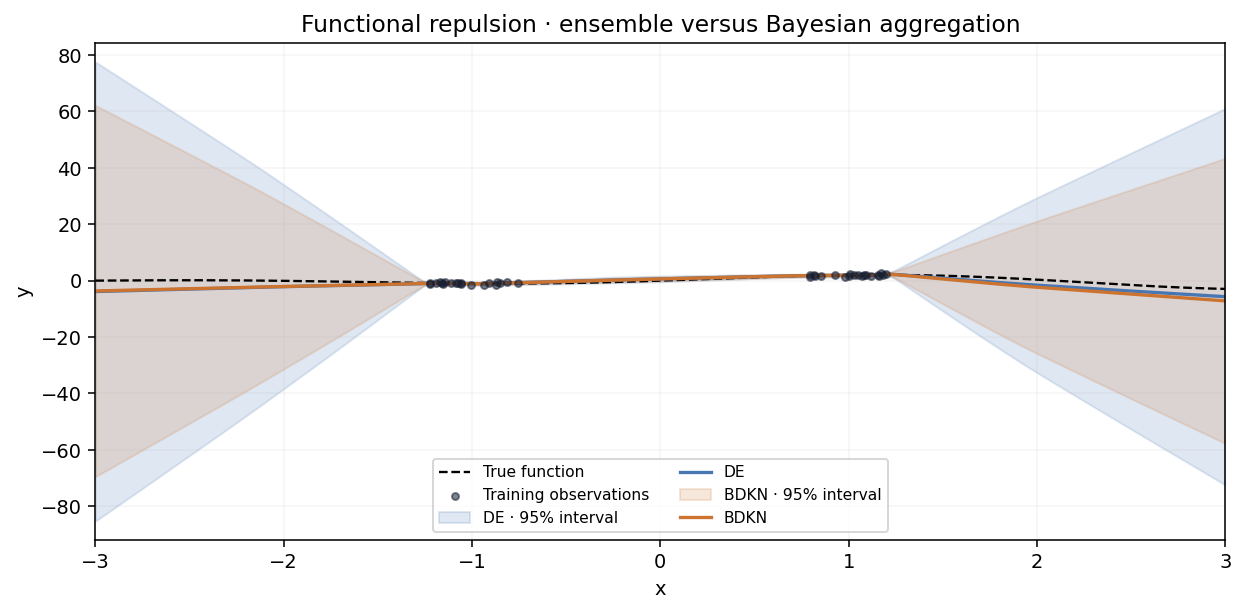 Functional repulsion · ensemble versus Bayesian aggregation
y
80
60
40
20
0
−20
−40
−60
−80
True function
Training observations
DE · 95% interval
DE
BDKN · 95% interval
BDKN
−3 −2 −1 0 1 2 3
x